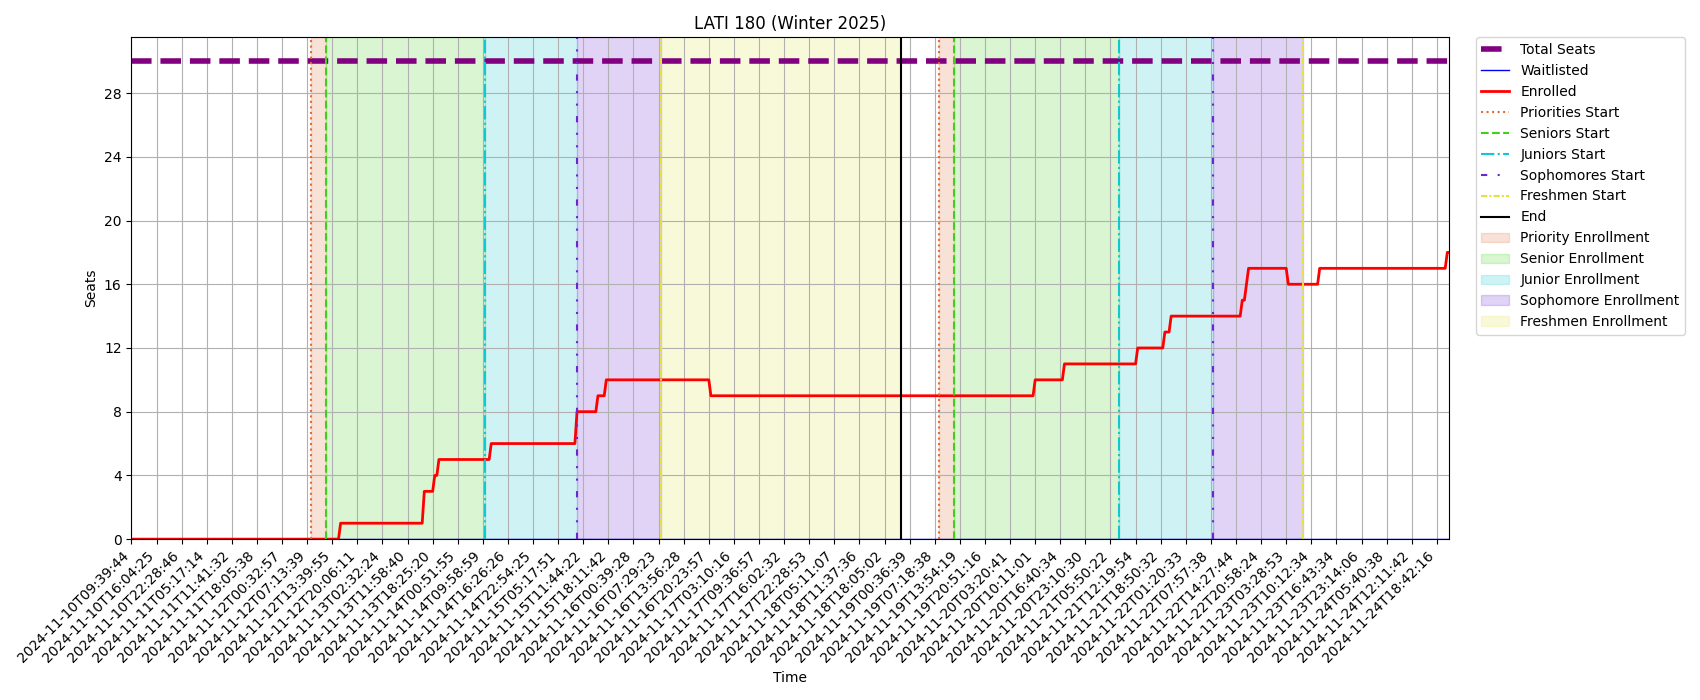 LATI 180 (Winter 2025)
Seats
28
24
20
16
12
8
4
0
2024-11-10T09:39:44
2024-11-10T16:04:25
2024-11-10T22:28:46
2024-11-11T05:17:14
2024-11-11T11:41:32
2024-11-11T18:05:38
2024-11-12T00:32:57
2024-11-12T07:13:39
2024-11-12T13:39:55
2024-11-12T20:06:11
2024-11-13T02:32:24
2024-11-13T11:58:40
2024-11-13T18:25:20
2024-11-14T00:51:55
2024-11-14T09:58:59
2024-11-14T16:26:26
2024-11-14T22:54:25
2024-11-15T05:17:51
2024-11-15T11:44:22
2024-11-15T18:11:42
2024-11-16T00:39:28
2024-11-16T07:29:23
2024-11-16T13:56:28
2024-11-16T20:23:57
2024-11-17T03:10:16
2024-11-17T09:36:57
2024-11-17T16:02:32
2024-11-17T22:28:53
2024-11-18T05:11:07
2024-11-18T11:37:36
2024-11-18T18:05:02
2024-11-19T00:36:39
2024-11-19T07:18:38
2024-11-19T13:54:19
2024-11-19T20:51:16
2024-11-20T03:20:41
2024-11-20T10:11:01
2024-11-20T16:40:34
2024-11-20T23:10:30
2024-11-21T05:50:22
2024-11-21T12:19:54
2024-11-21T18:50:32
2024-11-22T01:20:33
2024-11-22T07:57:38
2024-11-22T14:27:44
2024-11-22T20:58:24
2024-11-23T03:28:53
2024-11-23T10:12:34
2024-11-23T16:43:34
2024-11-23T23:14:06
2024-11-24T05:40:38
2024-11-24T12:11:42
2024-11-24T18:42:16
Time
Total Seats
Waitlisted
Enrolled
Priorities Start
Seniors Start
Juniors Start
Sophomores Start
Freshmen Start
End
Priority Enrollment
Senior Enrollment
Junior Enrollment
Sophomore Enrollment
Freshmen Enrollment